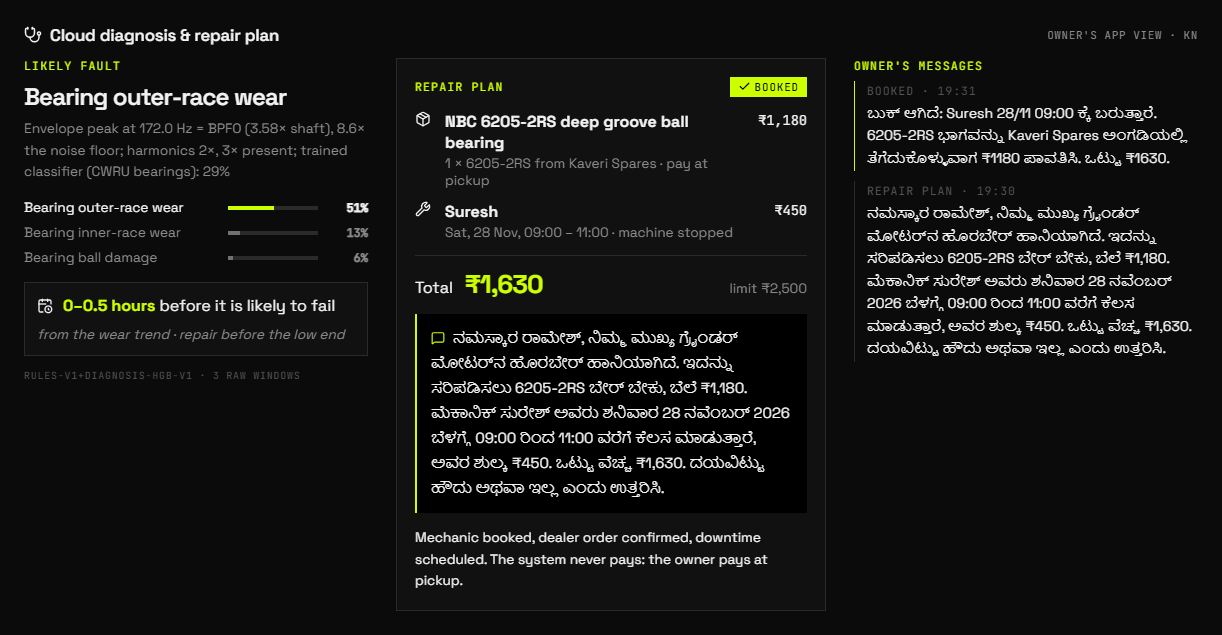 Cloud diagnosis & repair plan
OWNER'S APP VIEW · KN
LIKELY FAULT
Bearing outer-race wear
Envelope peak at 172.0 Hz = BPFO (3.58× shaft), 8.6×
the noise floor; harmonics 2×, 3× present; trained
classifier (CWRU bearings): 29%
Bearing outer-race wear 51%
Bearing inner-race wear 13%
Bearing ball damage 6%
0–0.5 hours before it is likely to fail
from the wear trend · repair before the low end
RULES-V1+DIAGNOSIS-HGB-V1 · 3 RAW WINDOWS
REPAIR PLAN
BOOKED
NBC 6205-2RS deep groove ball ₹1,180
bearing
1 × 6205-2RS from Kaveri Spares · pay at
pickup
Suresh ₹450
Sat, 28 Nov, 09:00 – 11:00 · machine stopped
Total ₹1,630 limit ₹2,500
ನಮಸ್ಕಾರ ರಾಮೇಶ್, ನಿಮ್ಮ ಮುಖ್ಯ ಗ್ರೈಂಡರ್
ಮೋಟರ್‌ನ ಹೊರಬೇರ್ ಹಾನಿಯಾಗಿದೆ. ಇದನ್ನು
ಸರಿಪಡಿಸಲು 6205-2RS ಬೇರ್ ಬೇಕು, ಬೆಲೆ ₹1,180.
ಮೆಕಾನಿಕ್ ಸುರೇಶ್ ಅವರು ಶನಿವಾರ 28 ನವಂಬರ್ 2026
ಬೆಳಗ್ಗೆ 09:00 ರಿಂದ 11:00 ವರೆಗೆ ಕೆಲಸ ಮಾಡುತ್ತಾರೆ,
ಅವರ ಶುಲ್ಕ ₹450. ಒಟ್ಟು ವೆಚ್ಚ ₹1,630. ದಯವಿಟ್ಟು
ಹೌದು ಅಥವಾ ಇಲ್ಲ ಎಂದು ಉತ್ತರಿಸಿ.
Mechanic booked, dealer order confirmed, downtime
scheduled. The system never pays: the owner pays at
pickup.
OWNER'S MESSAGES
BOOKED · 19:31
ಬುಕ್ ಆಗಿದೆ: Suresh 28/11 09:00 ಕ್ಕೆ ಬರುತ್ತಾರೆ.
6205-2RS ಭಾಗವನ್ನು Kaveri Spares ಅಂಗಡಿಯಲ್ಲಿ
ತೆಗೆದುಕೊಳ್ಳುವಾಗ ₹1180 ಪಾವತಿಸಿ. ಒಟ್ಟು ₹1630.
REPAIR PLAN · 19:30
ನಮಸ್ಕಾರ ರಾಮೇಶ್, ನಿಮ್ಮ ಮುಖ್ಯ ಗ್ರೈಂಡರ್
ಮೋಟರ್‌ನ ಹೊರಬೇರ್ ಹಾನಿಯಾಗಿದೆ. ಇದನ್ನು
ಸರಿಪಡಿಸಲು 6205-2RS ಬೇರ್ ಬೇಕು, ಬೆಲೆ ₹1,180.
ಮೆಕಾನಿಕ್ ಸುರೇಶ್ ಅವರು ಶನಿವಾರ 28 ನವಂಬರ್
2026 ಬೆಳಗ್ಗೆ 09:00 ರಿಂದ 11:00 ವರೆಗೆ ಕೆಲಸ
ಮಾಡುತ್ತಾರೆ, ಅವರ ಶುಲ್ಕ ₹450. ಒಟ್ಟು ವೆಚ್ಚ ₹1,630.
ದಯವಿಟ್ಟು ಹೌದು ಅಥವಾ ಇಲ್ಲ ಎಂದು ಉತ್ತರಿಸಿ.